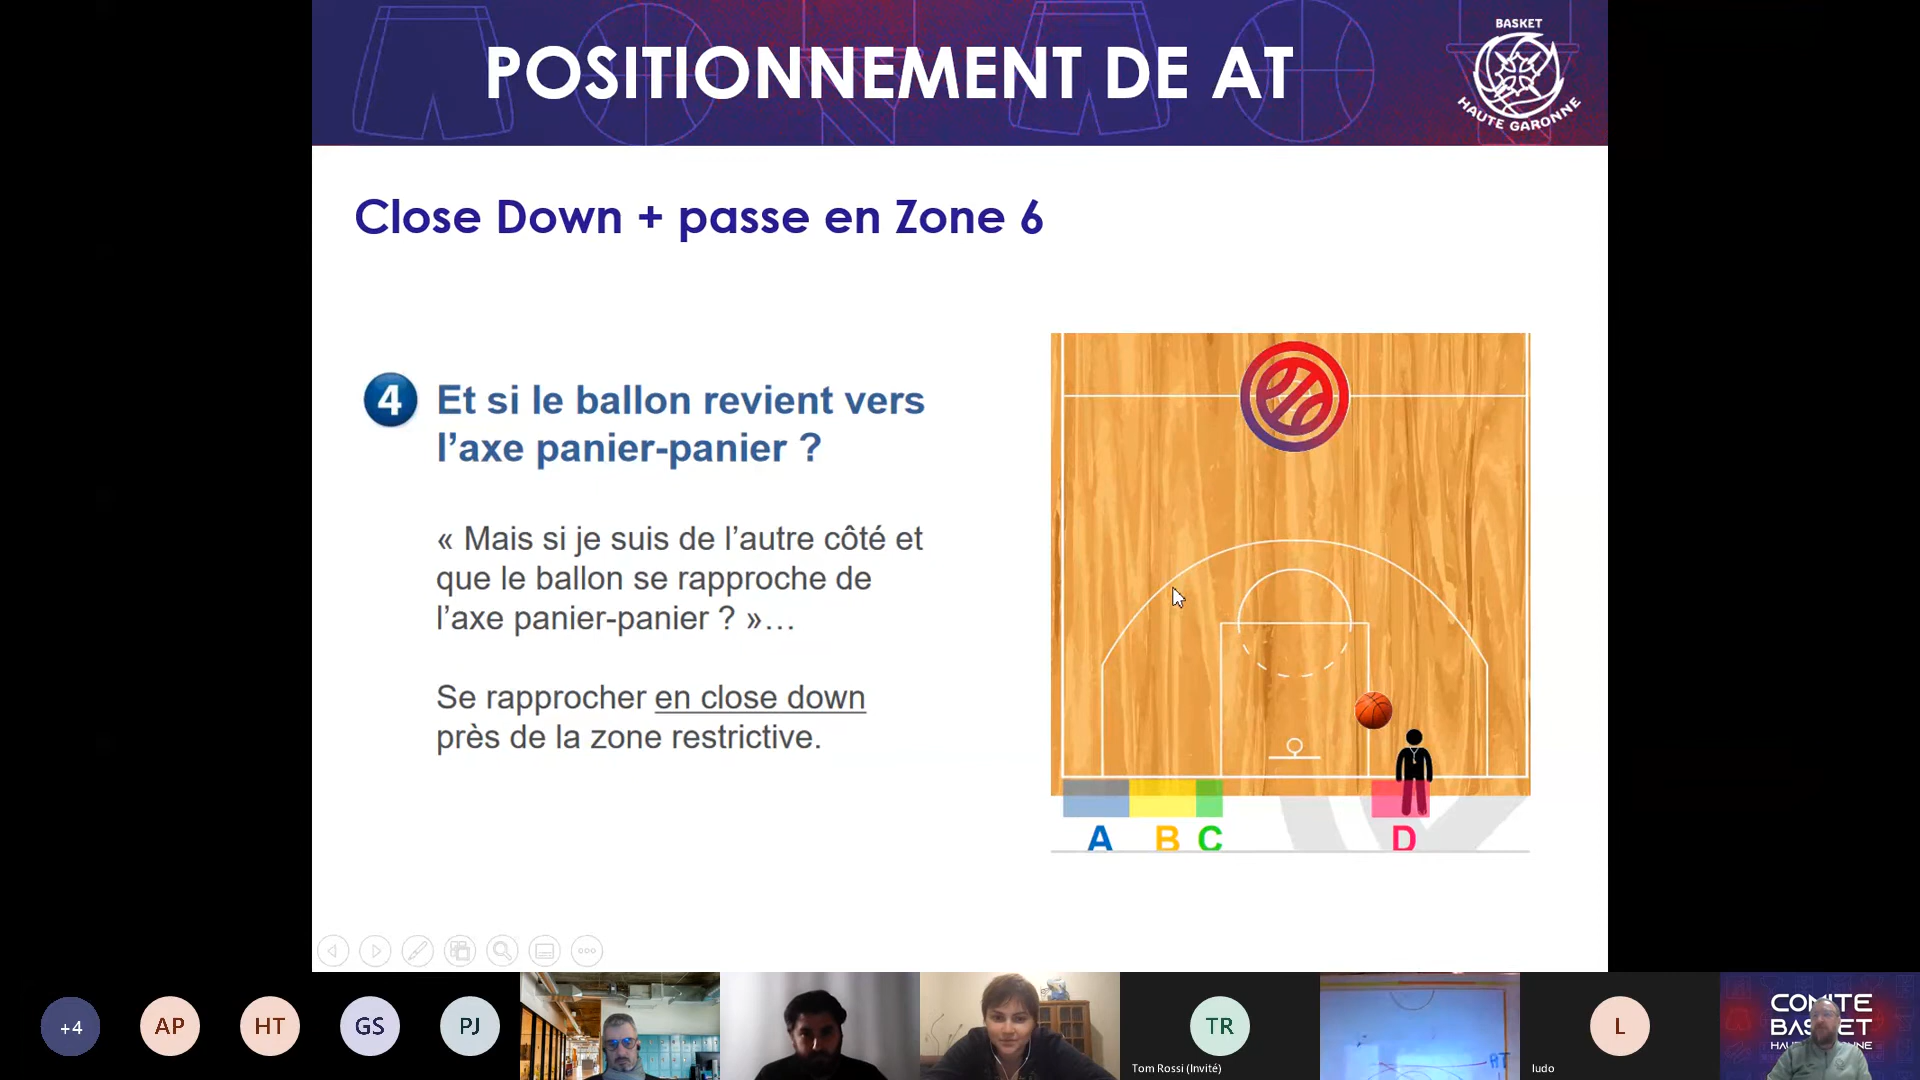 POSITIONNEMENT DE AT
BASKET
HAUTE GARONNE
Close Down + passe en Zone 6
4 Et si le ballon revient vers
l’axe panier-panier ?
« Mais si je suis de l’autre côté et
que le ballon se rapproche de
l’axe panier-panier ? »…
Se rapprocher en close down
près de la zone restrictive.
A B C D
+4 AP HT GS PJ TR L
Tom Rossi (Invité)
ludo
AT
COMITE
BASKET